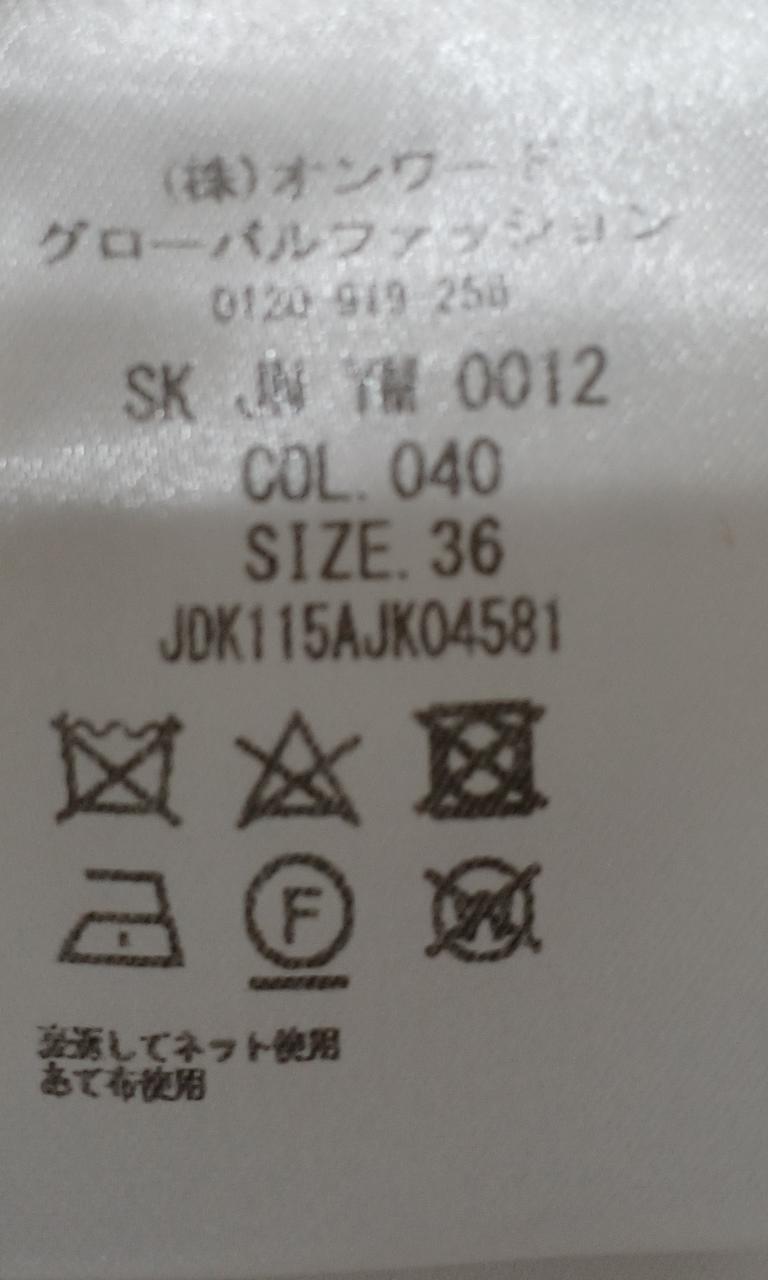 (株)オンワード
グローバルファッション
0120 919 256
SK JN YM 0012
COL. 040
SIZE. 36
JDK115AJK04581
F
W
裏返してネット使用
あて布使用